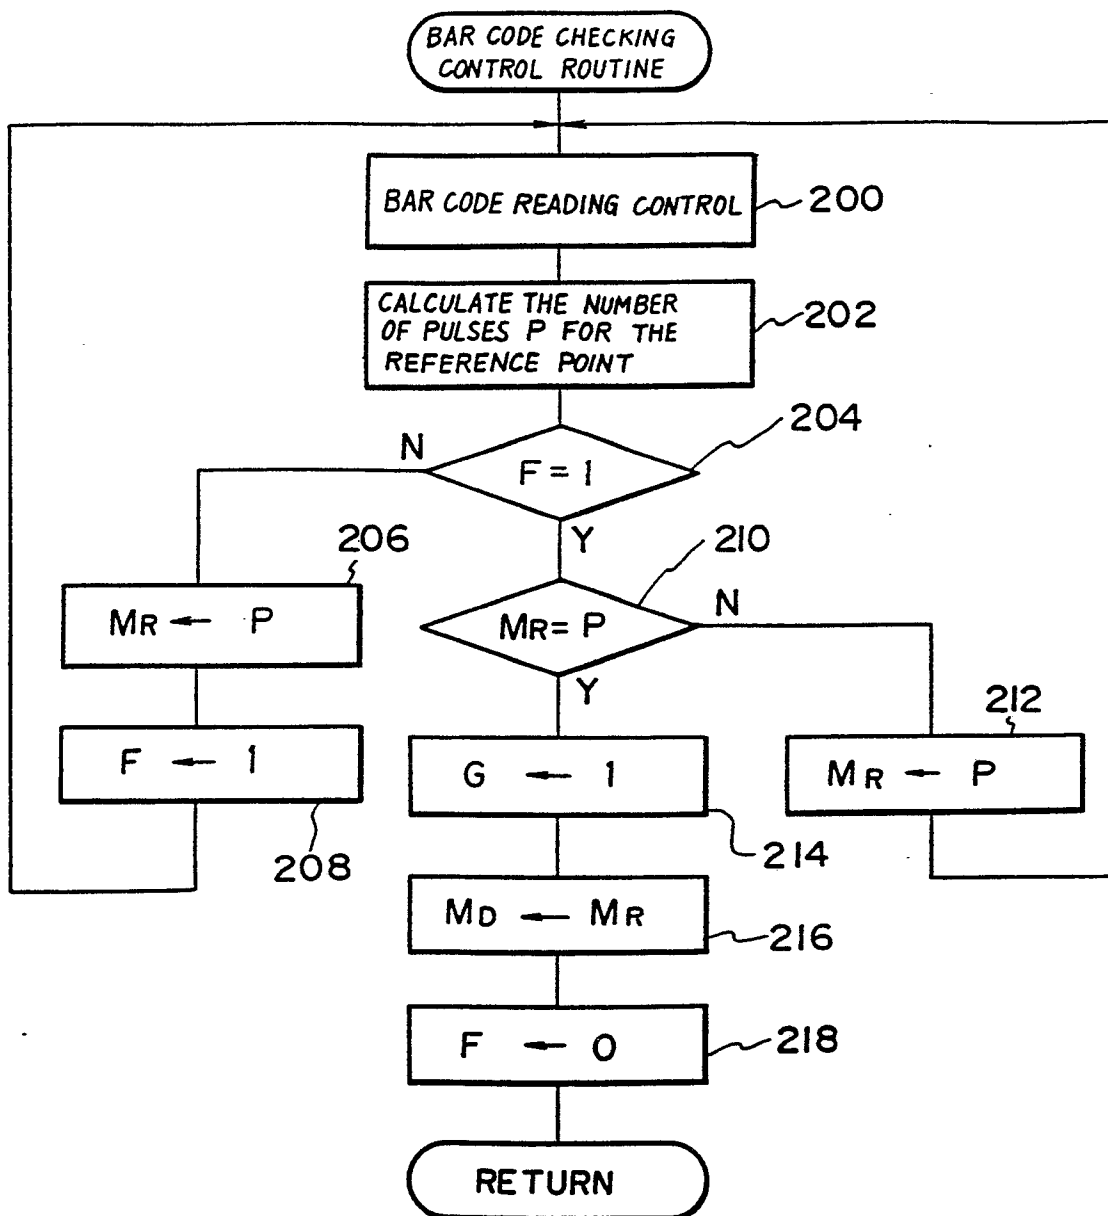 BAR CODE CHECKING
CONTROL ROUTINE
BAR CODE READING CONTROL
200
CALCULATE THE NUMBER
OF PULSES P FOR THE
REFERENCE POINT
202
204
N
F = 1
Y
206
210
MR ← P
MR = P
N
Y
212
F ← 1
G ← 1
MR ← P
208
214
MD ← MR
216
F ← 0
218
RETURN